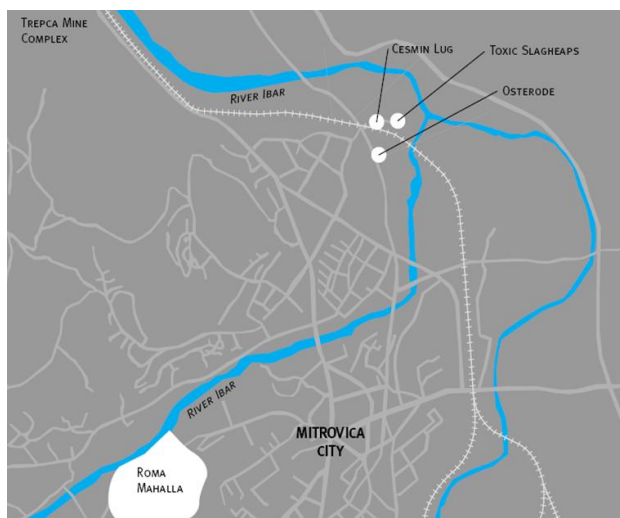 Trepca Mine
Complex
Cesmin Lug
Toxic Slagheaps
Osterode
River Ibar
River Ibar
Mitrovica
City
Roma
Mahalla